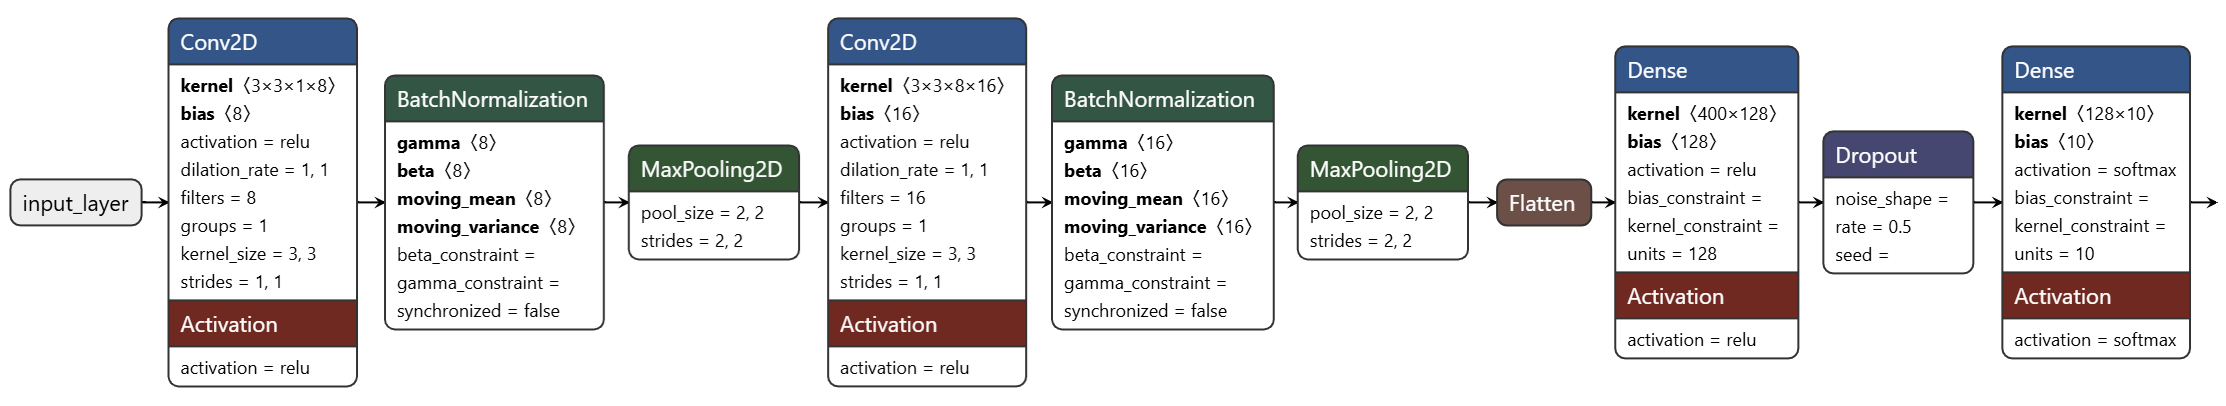 input_layer
Conv2D
kernel〈3×3×1×8〉
bias〈8〉
activation = relu
dilation_rate = 1, 1
filters = 8
groups = 1
kernel_size = 3, 3
strides = 1, 1
Activation
activation = relu
BatchNormalization
gamma〈8〉
beta〈8〉
moving_mean〈8〉
moving_variance〈8〉
beta_constraint =
gamma_constraint =
synchronized = false
MaxPooling2D
pool_size = 2, 2
strides = 2, 2
Conv2D
kernel〈3×3×8×16〉
bias〈16〉
activation = relu
dilation_rate = 1, 1
filters = 16
groups = 1
kernel_size = 3, 3
strides = 1, 1
Activation
activation = relu
BatchNormalization
gamma〈16〉
beta〈16〉
moving_mean〈16〉
moving_variance〈16〉
beta_constraint =
gamma_constraint =
synchronized = false
MaxPooling2D
pool_size = 2, 2
strides = 2, 2
Flatten
Dense
kernel〈400×128〉
bias〈128〉
activation = relu
bias_constraint =
kernel_constraint =
units = 128
Activation
activation = relu
Dropout
noise_shape =
rate = 0.5
seed =
Dense
kernel〈128×10〉
bias〈10〉
activation = softmax
bias_constraint =
kernel_constraint =
units = 10
Activation
activation = softmax